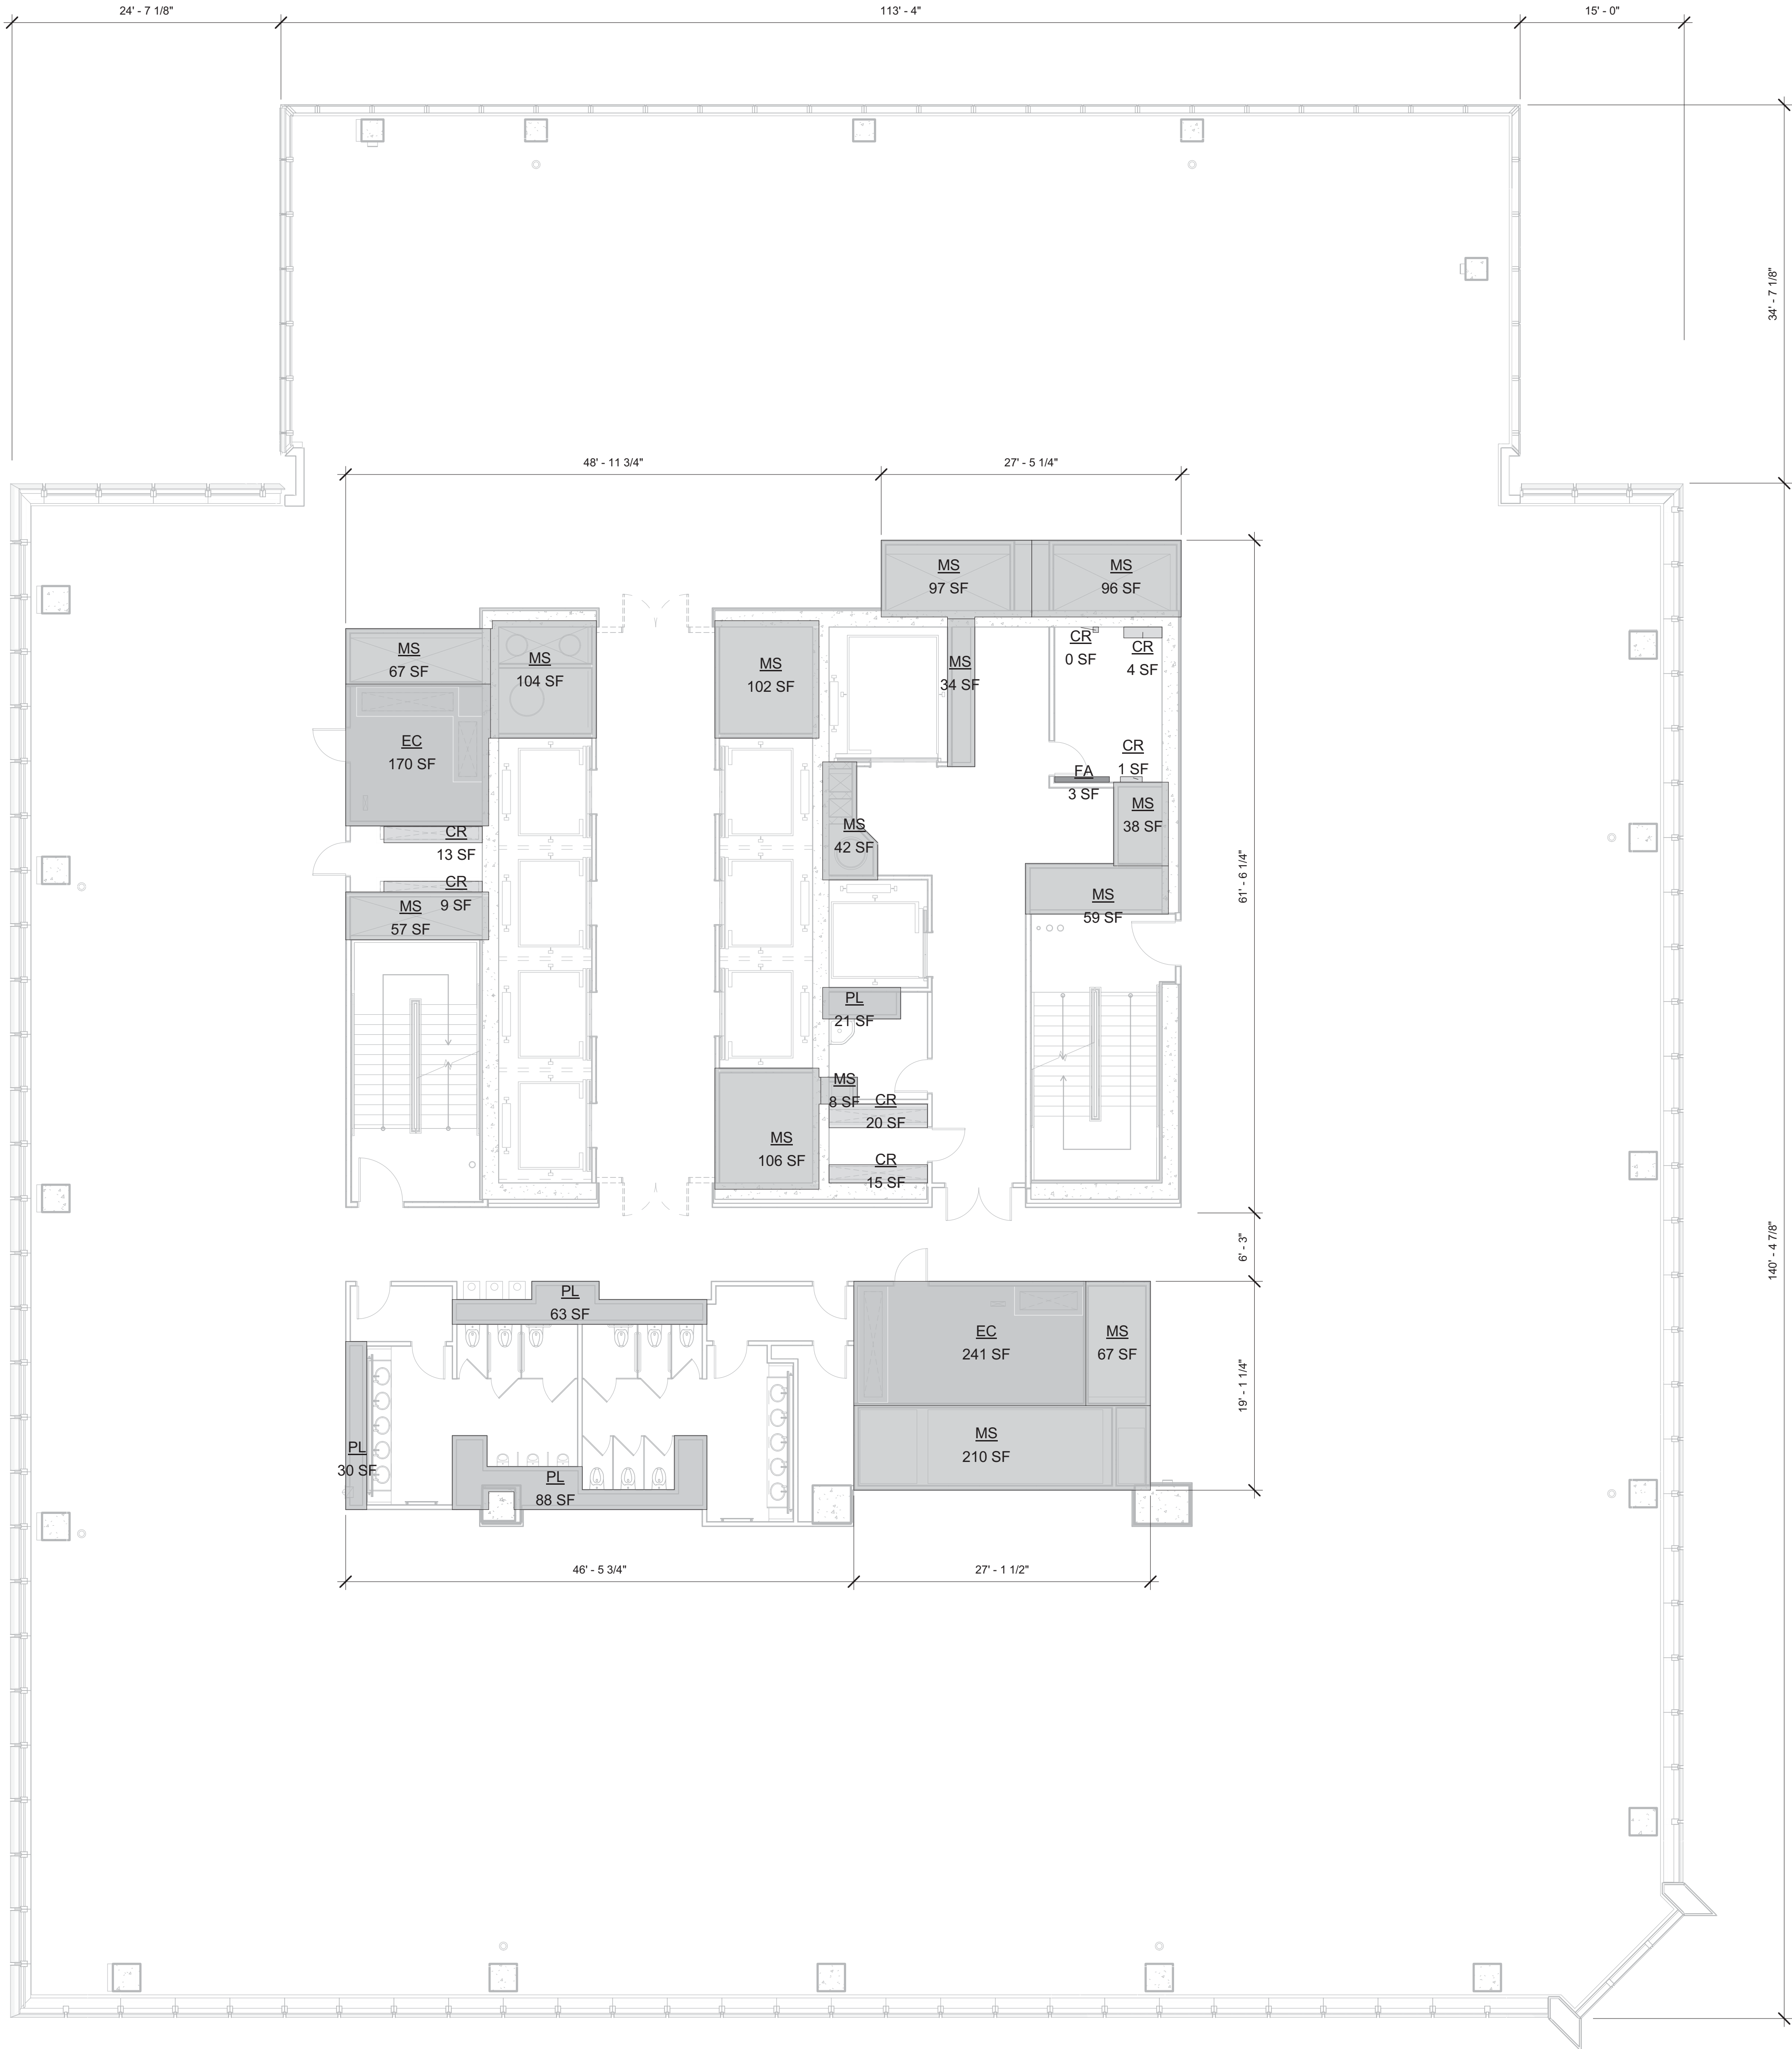 24' - 7 1/8"
113' - 4"
15' - 0"
34' - 7 1/8"
48' - 11 3/4"
27' - 5 1/4"
MS
97 SF
MS
96 SF
MS
67 SF
MS
104 SF
MS
102 SF
MS
34 SF
CR
0 SF
CR
4 SF
EC
170 SF
CR
1 SF
FA
3 SF
MS
38 SF
CR
13 SF
MS
42 SF
CR
9 SF
MS
57 SF
MS
59 SF
61' - 6 1/4"
PL
21 SF
MS
8 SF
CR
20 SF
MS
106 SF
CR
15 SF
6' - 3"
140' - 4 7/8"
PL
63 SF
EC
241 SF
MS
67 SF
19' - 1 1/4"
MS
210 SF
PL
30 SF
PL
88 SF
46' - 5 3/4"
27' - 1 1/2"